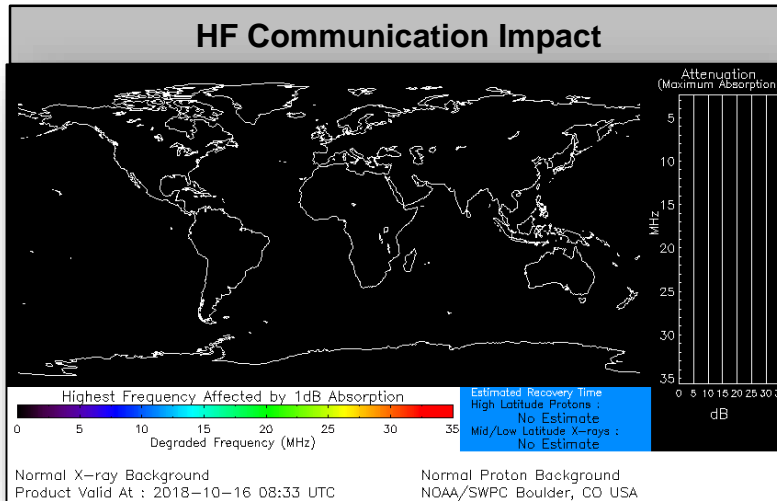 HF Communication Impact
Attenuation
(Maximum Absorption
5
10
15
20
25
30
35
MHz
0 5 10 15 20 25 30
dB
Highest Frequency Affected by 1dB Absorption
0 5 10 15 20 25 30 35
Degraded Frequency (MHz)
Estimated Recovery Time
High Latitude Protons :
No Estimate
Mid/Low Latitude X-rays :
No Estimate
Normal X-ray Background
Product Valid At : 2018-10-16 08:33 UTC
Normal Proton Background
NOAA/SWPC Boulder, CO USA